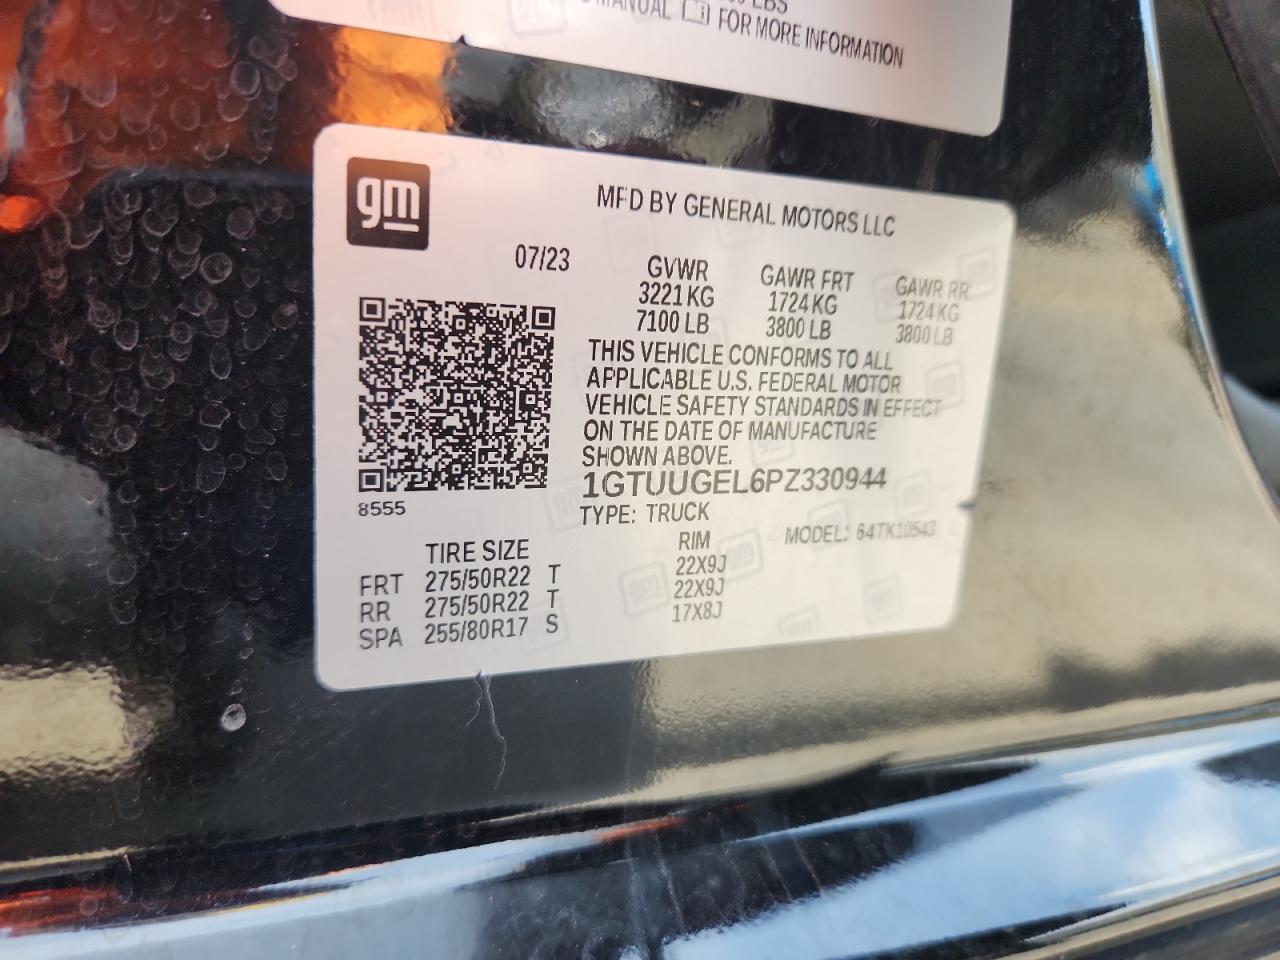 LBS
MANUAL FOR MORE INFORMATION
gm
MFD BY GENERAL MOTORS LLC
07/23
GVWR GAWR FRT GAWR RR
3221 KG 1724 KG 1724 KG
7100 LB 3800 LB 3800 LB
THIS VEHICLE CONFORMS TO ALL
APPLICABLE U.S. FEDERAL MOTOR
VEHICLE SAFETY STANDARDS IN EFFECT
ON THE DATE OF MANUFACTURE
SHOWN ABOVE.
1GTUUGEL6PZ330944
8555
TYPE: TRUCK
MODEL: 64TK10543
TIRE SIZE RIM
FRT 275/50R22 T 22X9J
RR 275/50R22 T 22X9J
SPA 255/80R17 S 17X8J